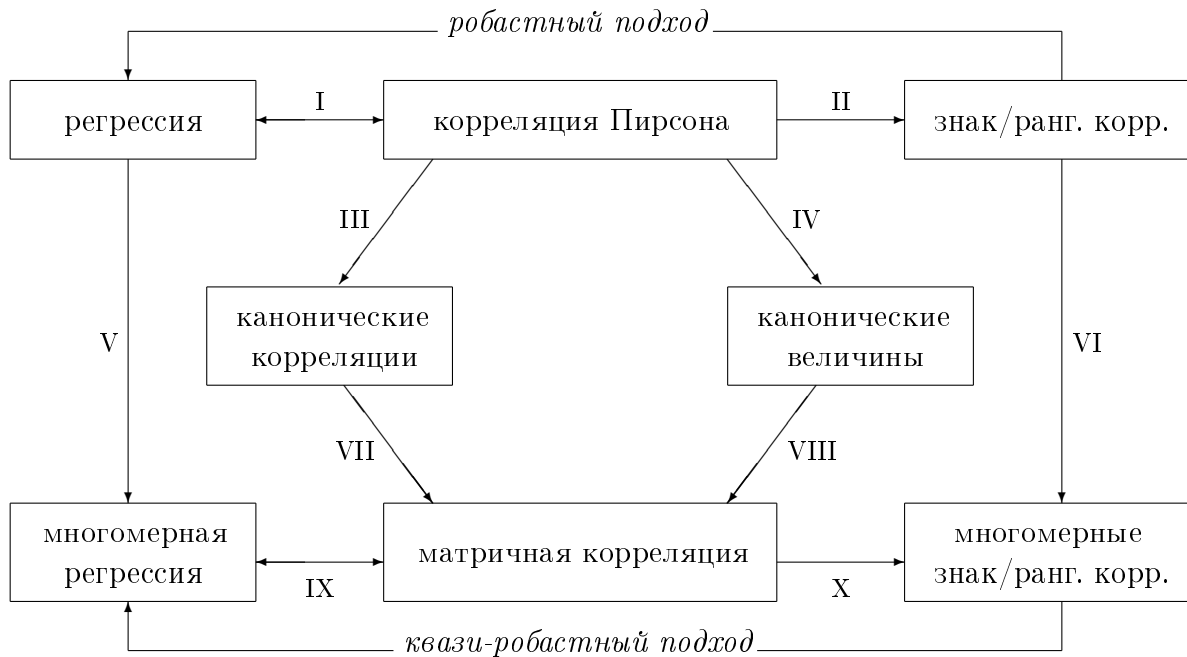 робастный подход
регрессия
I
корреляция Пирсона
II
знак/ранг. корр.
III
IV
канонические
корреляции
канонические
величины
V
VI
VII
VIII
многомерная
регрессия
IX
матричная корреляция
X
многомерные
знак/ранг. корр.
квази-робастный подход